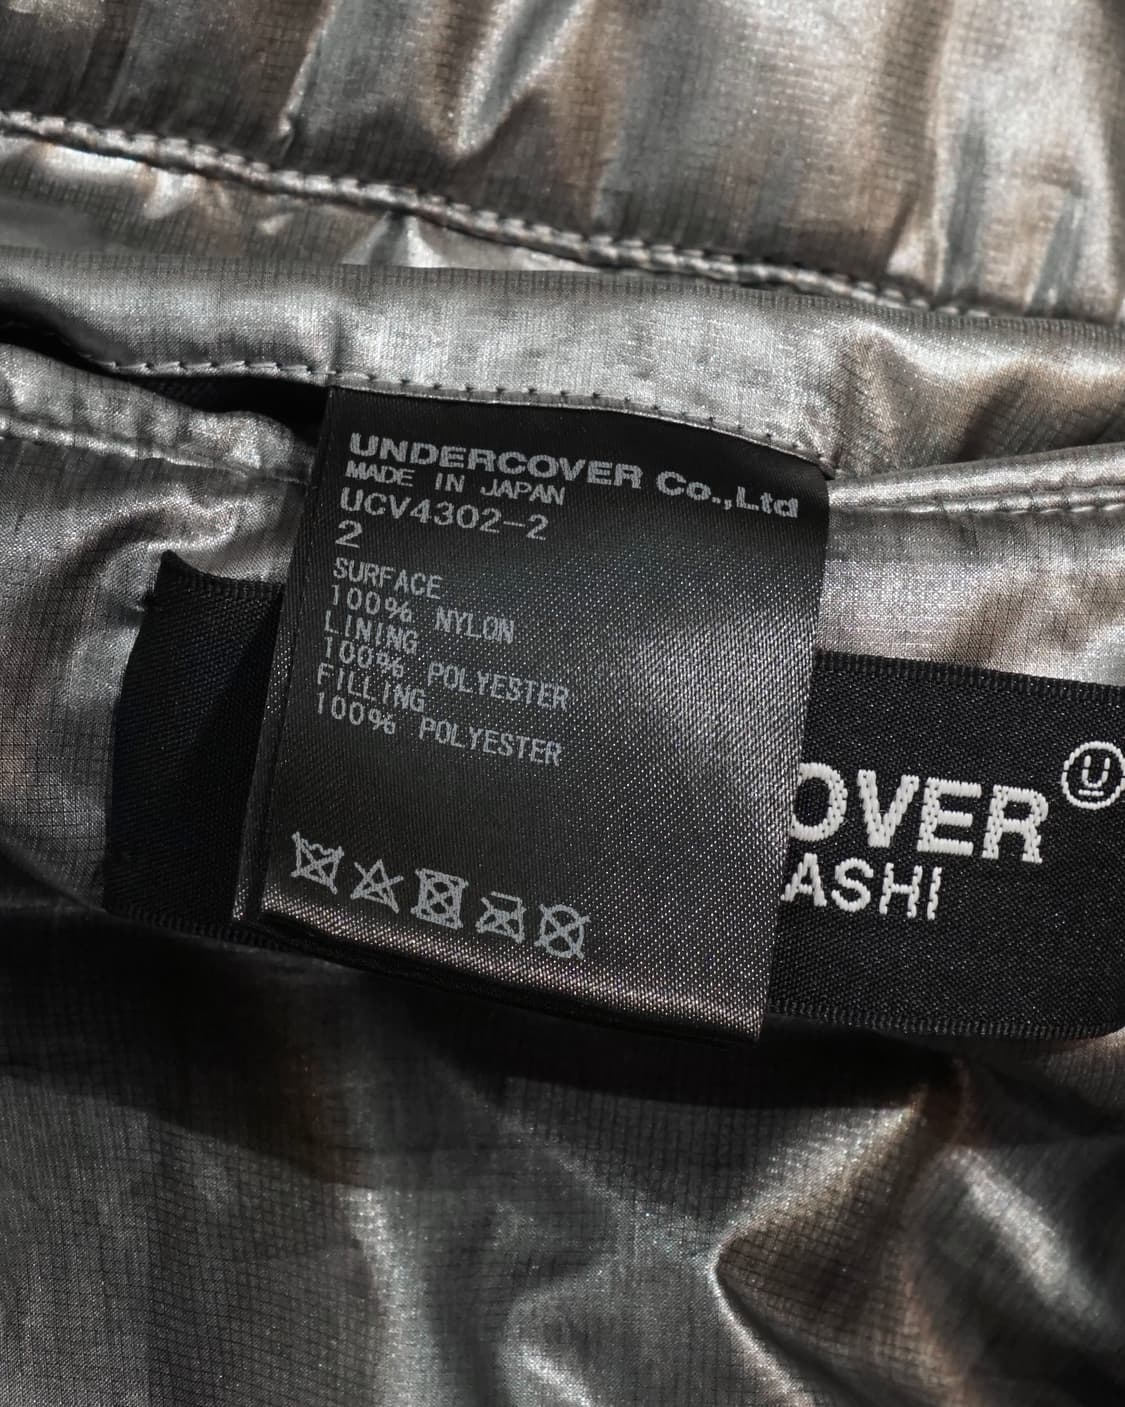 UNDERCOVER Co.,Ltd
MADE IN JAPAN
UCV4302-2
2
SURFACE
100% NYLON
LINING
100% POLYESTER
FILLING
100% POLYESTER
OVER
ASHI
U